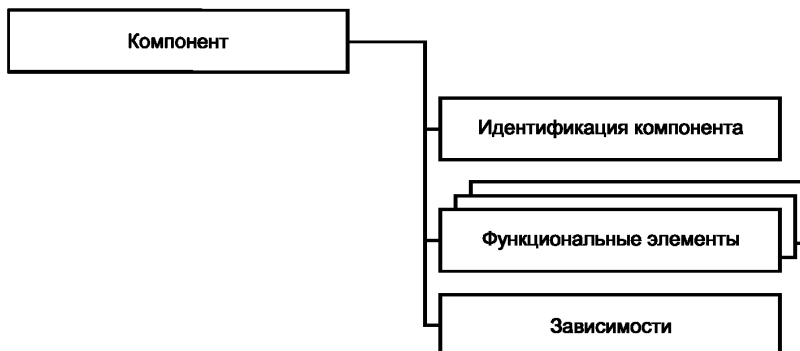 Компонент
Идентификация компонента
Функциональные элементы
Зависимости